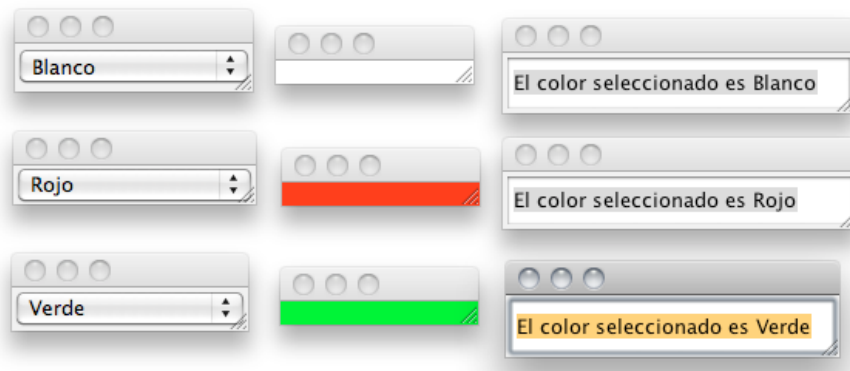 Blanco
El color seleccionado es Blanco
Rojo
El color seleccionado es Rojo
Verde
El color seleccionado es Verde